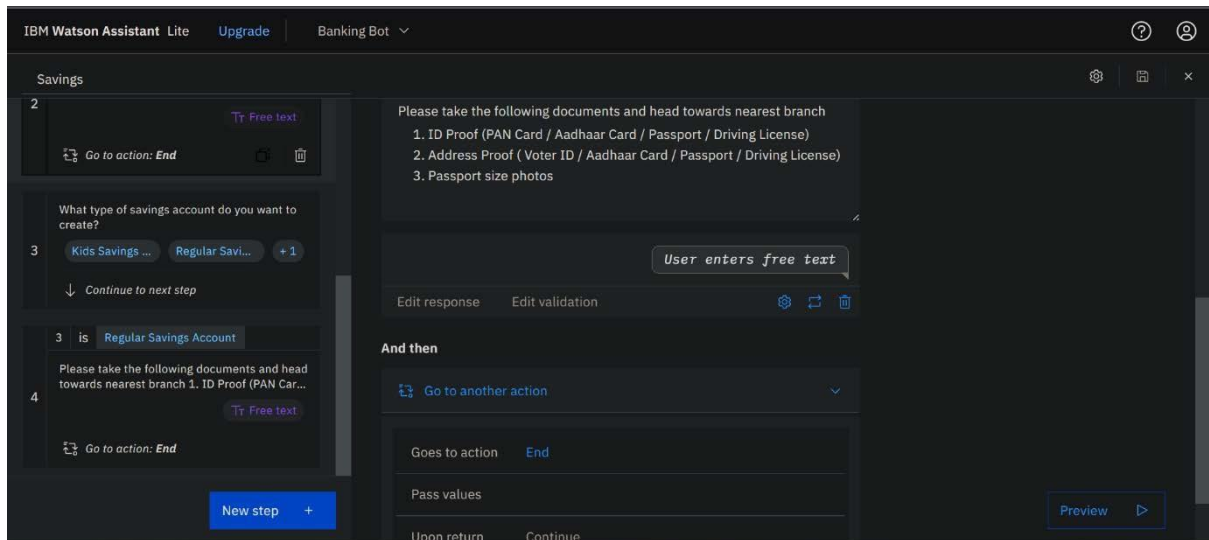 IBM Watson Assistant Lite Upgrade Banking Bot
Savings
2
Free text
Go to action: End
What type of savings account do you want to
create?
3
Kids Savings ... Regular Savi... + 1
Continue to next step
3 is Regular Savings Account
Please take the following documents and head
towards nearest branch 1. ID Proof (PAN Car...
4
Free text
Go to action: End
New step +
Please take the following documents and head towards nearest branch
1. ID Proof (PAN Card / Aadhaar Card / Passport / Driving License)
2. Address Proof ( Voter ID / Aadhaar Card / Passport / Driving License)
3. Passport size photos
User enters free text
Edit response Edit validation
And then
Go to another action
Goes to action End
Pass values
Upon return Continue
Preview